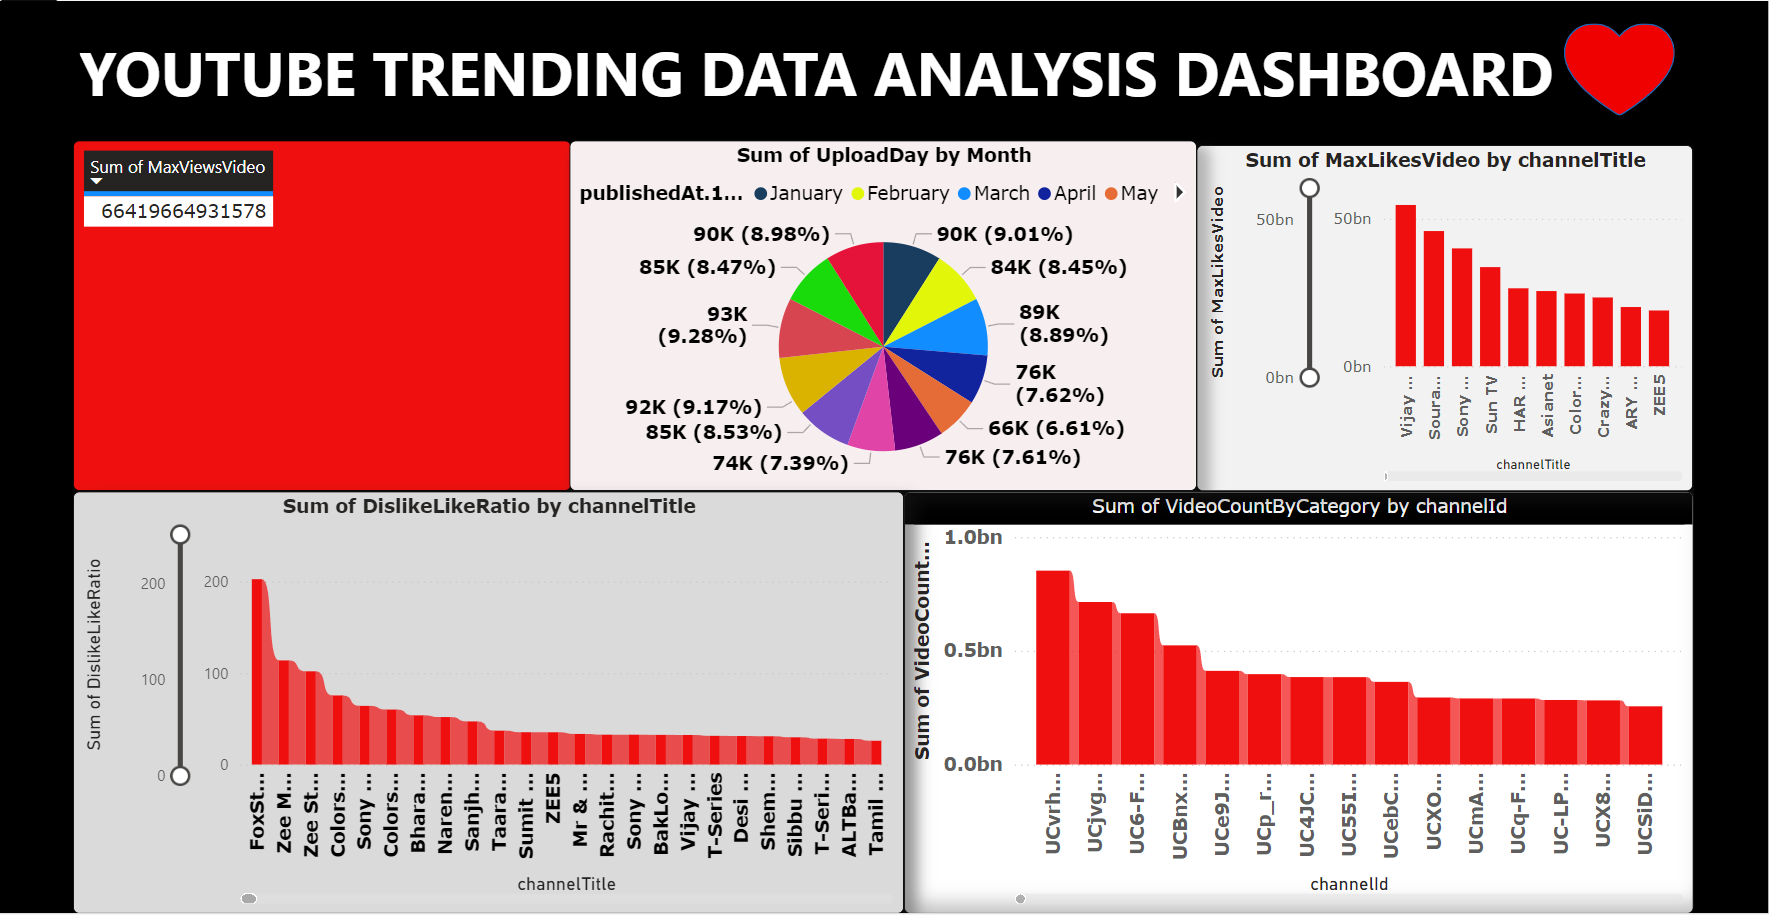 YOUTUBE TRENDING DATA ANALYSIS DASHBOARD
Sum of MaxViewsVideo
66419664931578
Sum of UploadDay by Month
publishedAt.1... January February March April May
90K (8.98%)
90K (9.01%)
85K (8.47%)
84K (8.45%)
93K
(9.28%)
89K
(8.89%)
76K
(7.62%)
92K (9.17%)
66K (6.61%)
85K (8.53%)
76K (7.61%)
74K (7.39%)
Sum of MaxLikesVideo by channelTitle
Sum of MaxLikesVideo
50bn
0bn
50bn
0bn
Vijay ...
Soura...
Sony ...
Sun TV
HAR ...
Asianet
Color...
Crazy...
ARY ...
ZEE5
channelTitle
Sum of DislikeLikeRatio by channelTitle
Sum of DislikeLikeRatio
200
100
0
200
100
0
FoxSt...
Zee M...
Zee St...
Colors...
Sony ...
Colors...
Bhara...
Naren...
Sanjh...
Taara...
Sumit ...
ZEE5
Mr & ...
Rachit...
Sony ...
BakLo...
Vijay ...
T-Series
Desi ...
Shem...
Sibbu ...
T-Seri...
ALTBa...
Tamil ...
channelTitle
Sum of VideoCountByCategory by channelId
Sum of VideoCount...
1.0bn
0.5bn
0.0bn
UCvrh...
UCjvg...
UC6-F...
UCBnx...
UCe9J...
UCp_r...
UC4JC...
UC55I...
UCebC...
UCXO...
UCmA...
UCq-F...
UC-LP...
UCX8...
UCSiD...
channelId